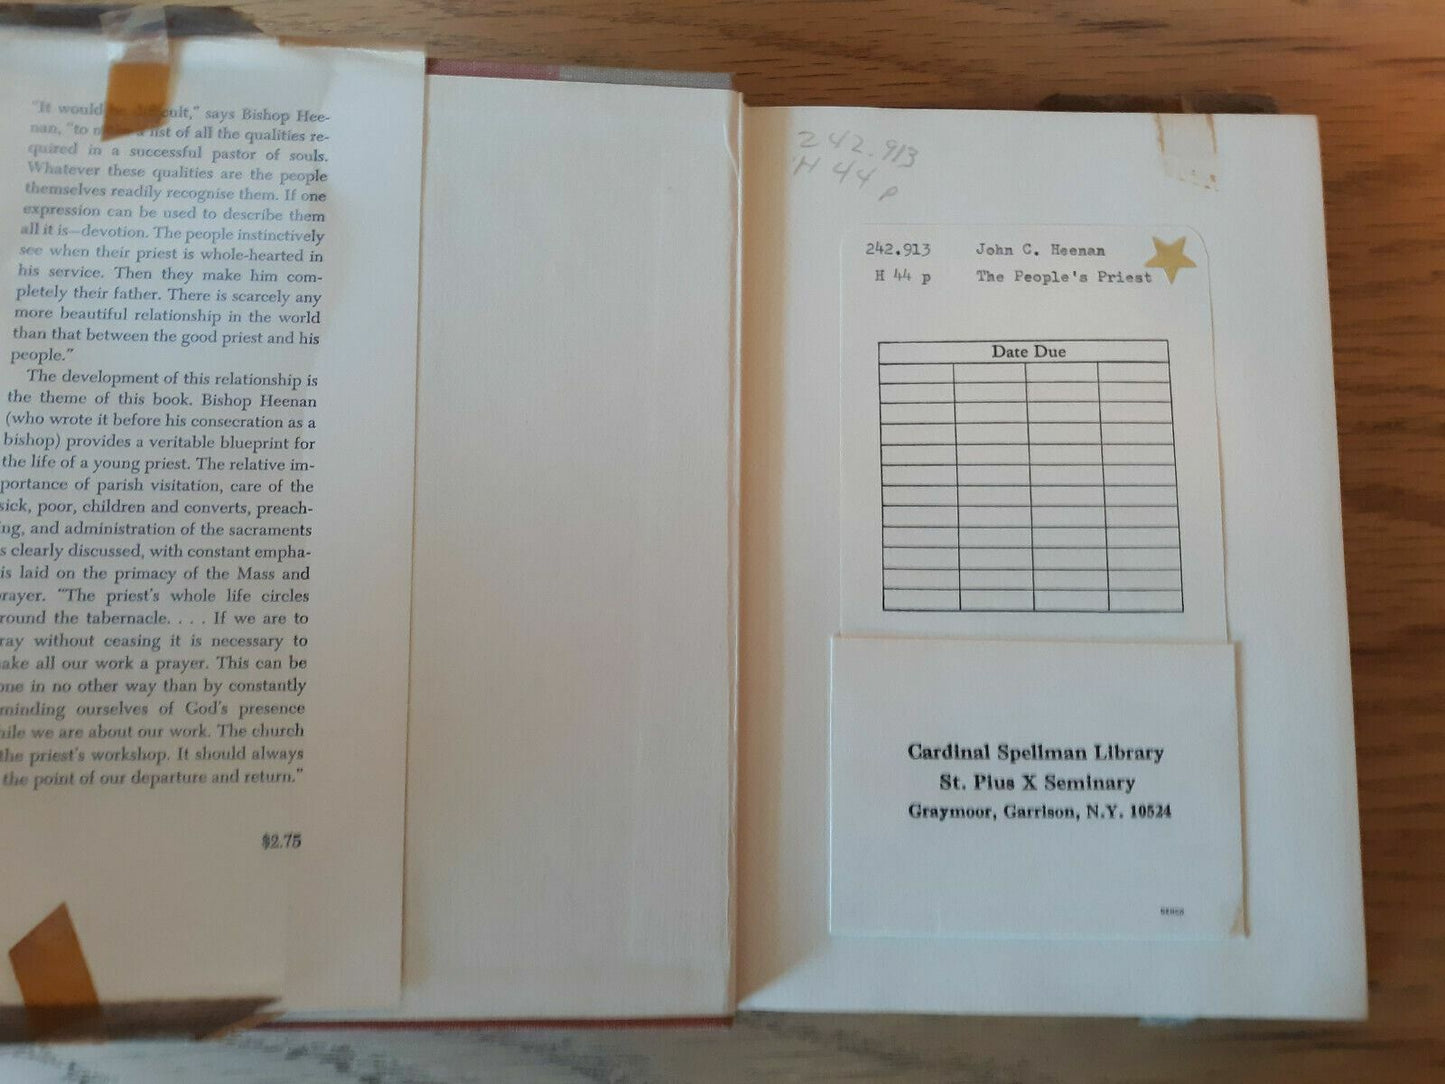 "It would be difficult," says Bishop Hee-
nan, "to make a list of all the qualities re-
quired in a successful pastor of souls.
Whatever these qualities are the people
themselves readily recognise them. If one
expression can be used to describe them
all it is—devotion. The people instinctively
see when their priest is whole-hearted in
his service. Then they make him com-
pletely their father. There is scarcely any
more beautiful relationship in the world
than that between the good priest and his
people."
The development of this relationship is
the theme of this book. Bishop Heenan
(who wrote it before his consecration as a
bishop) provides a veritable blueprint for
the life of a young priest. The relative im-
portance of parish visitation, care of the
sick, poor, children and converts, preach-
ing, and administration of the sacraments
is clearly discussed, with constant empha-
sis laid on the primacy of the Mass and
prayer. "The priest's whole life circles
round the tabernacle. . . . If we are to
pray without ceasing it is necessary to
make all our work a prayer. This can be
done in no other way than by constantly
minding ourselves of God's presence
while we are about our work. The church
the priest's workshop. It should always
the point of our departure and return."
$2.75
242.913
H 44
p
242.913 John C. Heenan
H 44 p The People's Priest
Date Due
Cardinal Spellman Library
St. Pius X Seminary
Graymoor, Garrison, N.Y. 10524